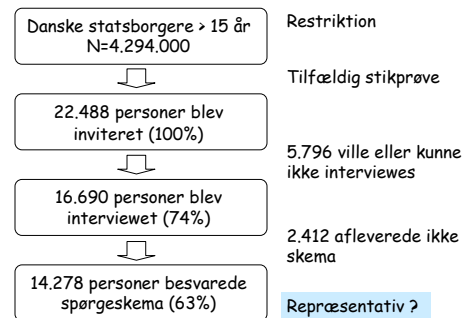 Danske statsborgere > 15 år
N=4.294.000
Restriktion
Tilfældig stikprøve
22.488 personer blev
inviteret (100%)
5.796 ville eller kunne
ikke interviewes
16.690 personer blev
interviewet (74%)
2.412 afleverede ikke
skema
14.278 personer besvarede
spørgeskema (63%)
Repræsentativ ?